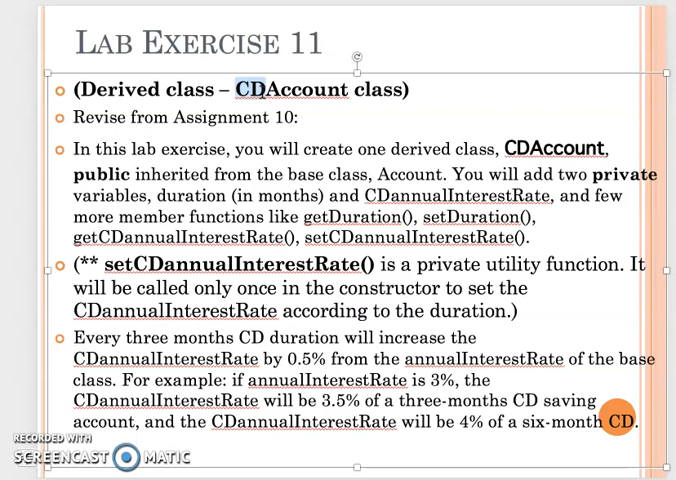 LAB EXERCISE 11
(Derived class – CDAccount class)
Revise from Assignment 10:
In this lab exercise, you will create one derived class, CDAccount,
public inherited from the base class, Account. You will add two private
variables, duration (in months) and CDannualInterestRate, and few
more member functions like getDuration(), setDuration(),
getCDannualInterestRate(), setCDannualInterestRate().
(** setCDannualInterestRate() is a private utility function. It
will be called only once in the constructor to set the
CDannualInterestRate according to the duration.)
Every three months CD duration will increase the
CDannualInterestRate by 0.5% from the annualInterestRate of the base
class. For example: if annualInterestRate is 3%, the
CDannualInterestRate will be 3.5% of a three-months CD saving
account, and the CDannualInterestRate will be 4% of a six-month CD.
RECORDED WITH
SCREENCAST MATIC